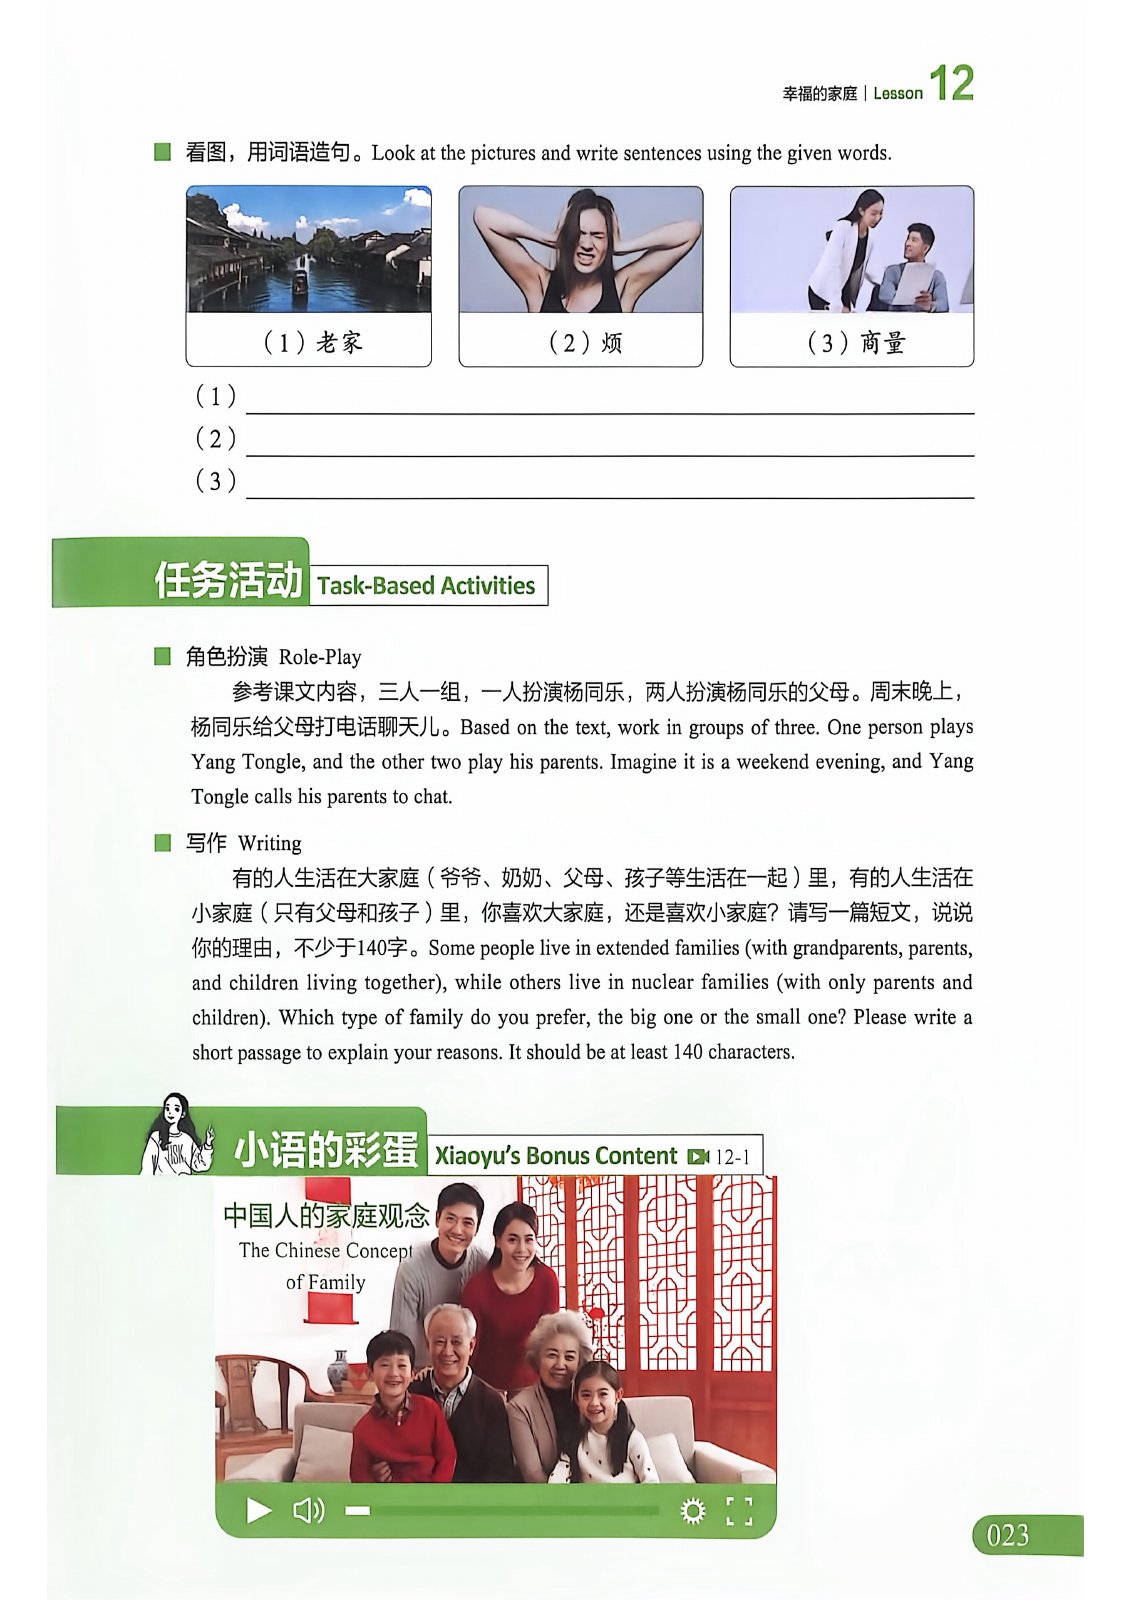 幸福的家庭 | Lesson 12
看图，用词语造句。Look at the pictures and write sentences using the given words.
（1）老家
（2）烦
（3）商量
（1）
（2）
（3）
任务活动 Task-Based Activities
角色扮演 Role-Play
参考课文内容，三人一组，一人扮演杨同乐，两人扮演杨同乐的父母。周末晚上，
杨同乐给父母打电话聊天儿。Based on the text, work in groups of three. One person plays
Yang Tongle, and the other two play his parents. Imagine it is a weekend evening, and Yang
Tongle calls his parents to chat.
写作 Writing
有的人生活在大家庭（爷爷、奶奶、父母、孩子等生活在一起）里，有的人生活在
小家庭（只有父母和孩子）里，你喜欢大家庭，还是喜欢小家庭？请写一篇短文，说说
你的理由，不少于140字。Some people live in extended families (with grandparents, parents,
and children living together), while others live in nuclear families (with only parents and
children). Which type of family do you prefer, the big one or the small one? Please write a
short passage to explain your reasons. It should be at least 140 characters.
小语的彩蛋 Xiaoyu's Bonus Content 12-1
中国人的家庭观念
The Chinese Concept
of Family
023